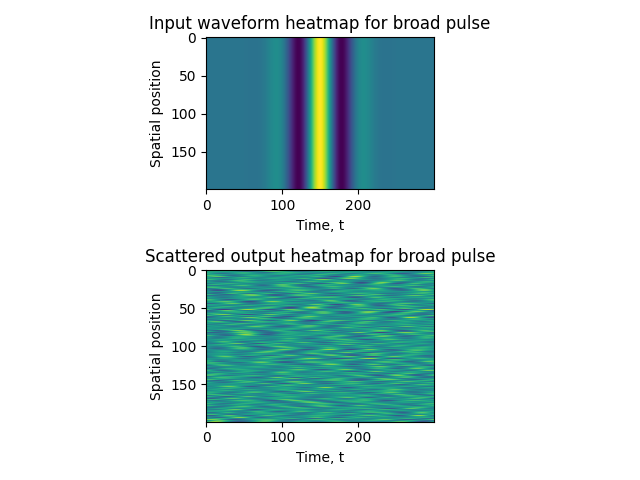 Input waveform heatmap for broad pulse
0
50
100
150
Spatial position
0 100 200
Time, t
Scattered output heatmap for broad pulse
0
50
100
150
Spatial position
0 100 200
Time, t